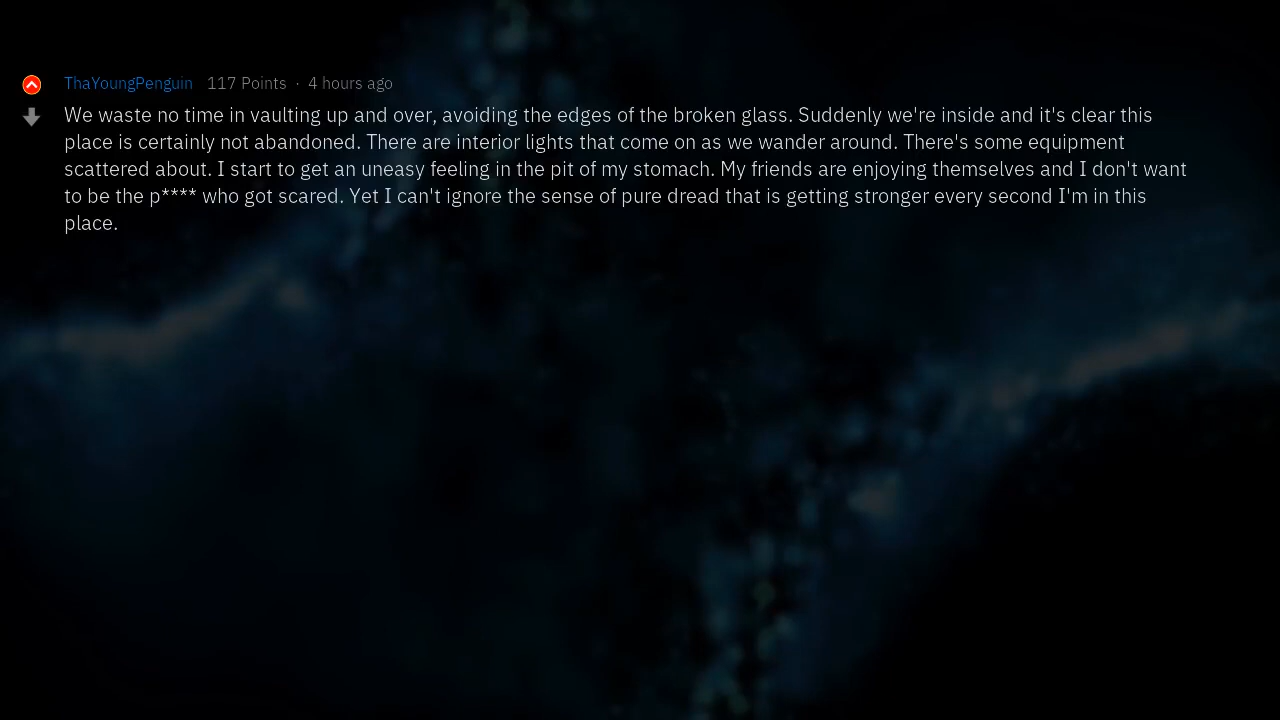 ThaYoungPenguin 117 Points · 4 hours ago
We waste no time in vaulting up and over, avoiding the edges of the broken glass. Suddenly we're inside and it's clear this
place is certainly not abandoned. There are interior lights that come on as we wander around. There's some equipment
scattered about. I start to get an uneasy feeling in the pit of my stomach. My friends are enjoying themselves and I don't want
to be the p**** who got scared. Yet I can't ignore the sense of pure dread that is getting stronger every second I'm in this
place.